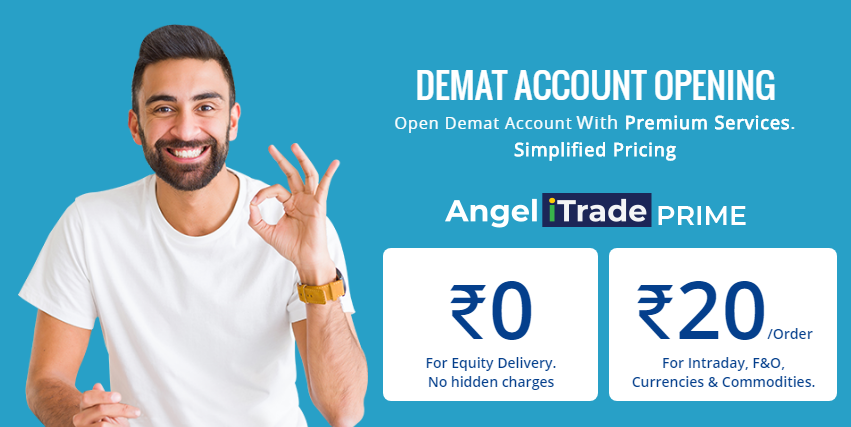 DEMAT ACCOUNT OPENING
Open Demat Account With Premium Services.
Simplified Pricing
Angel iTrade PRIME
₹0
For Equity Delivery.
No hidden charges
₹20/Order
For Intraday, F&O,
Currencies & Commodities.